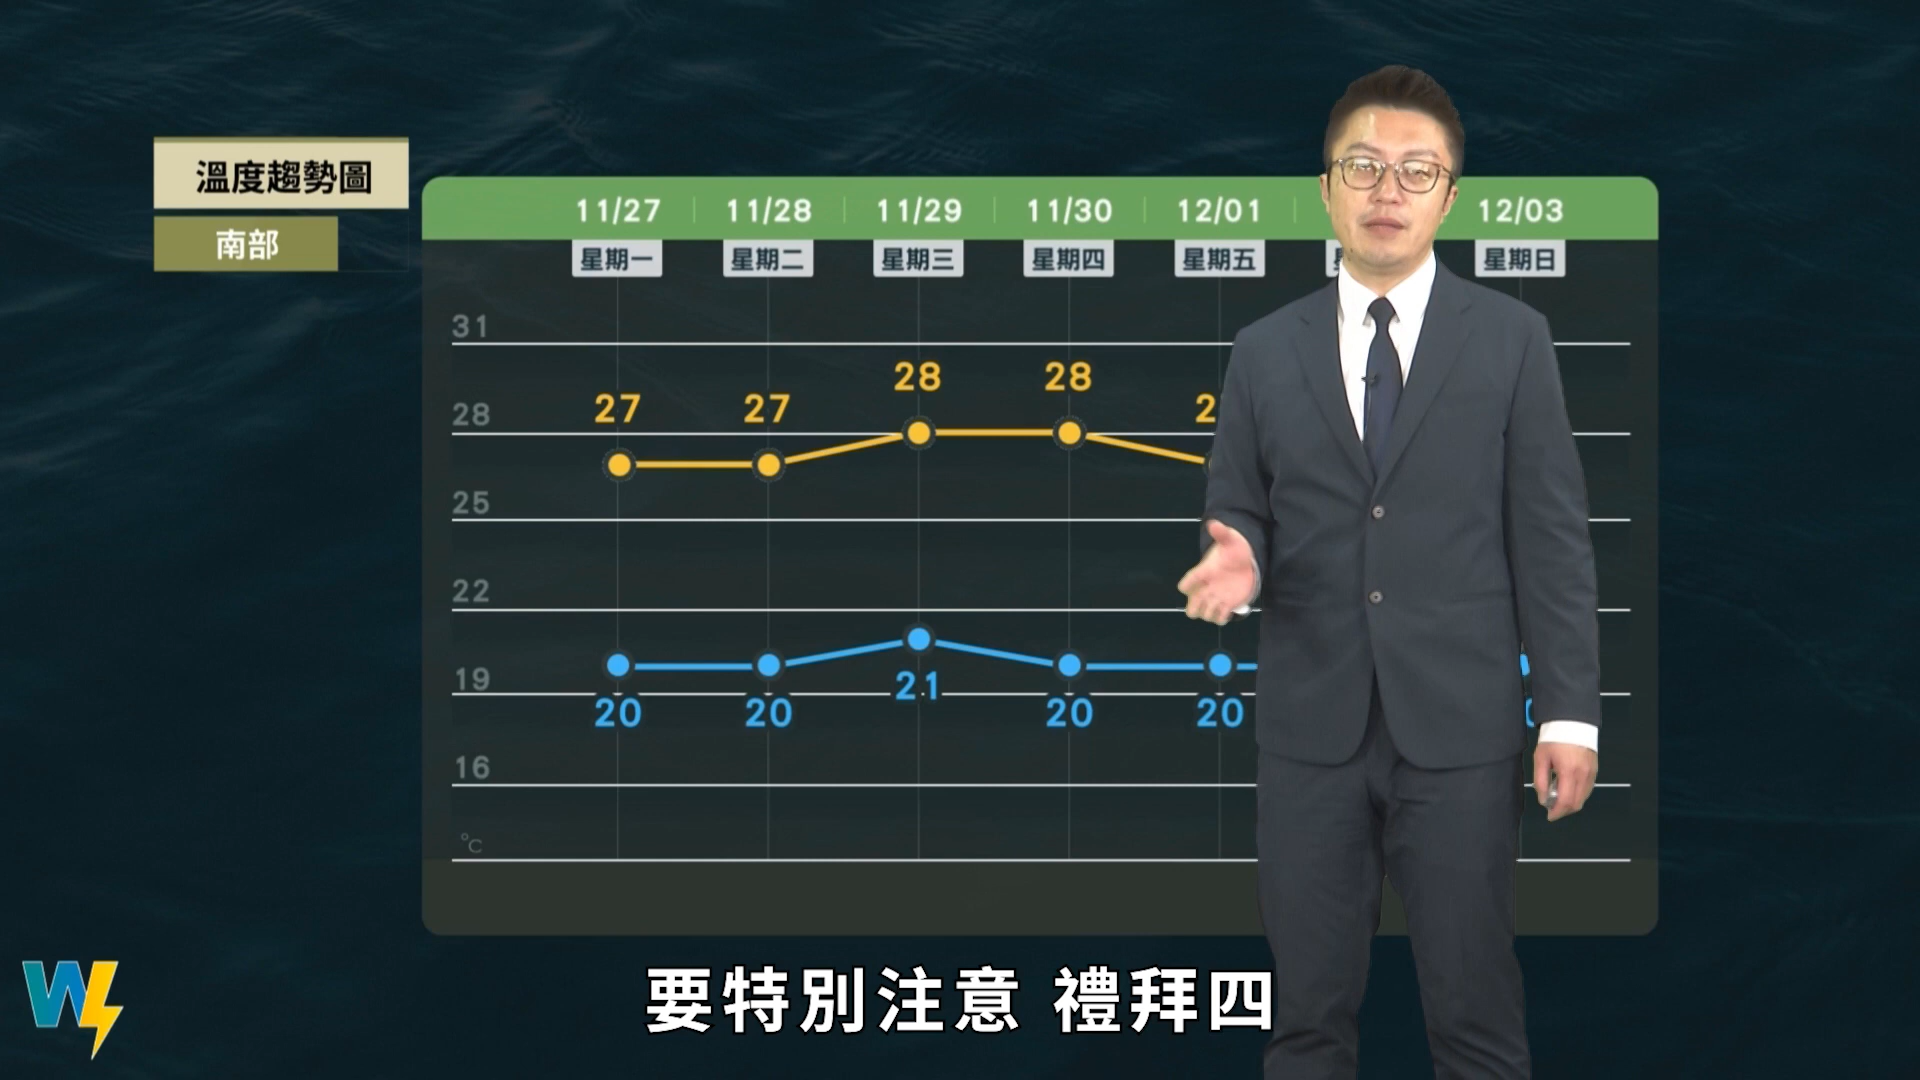 溫度趨勢圖
南部
11/27 11/28 11/29 11/30 12/01 12/03
星期一 星期二 星期三 星期四 星期五 星期日
31
28 28
27 27
28
25
22
21
19
20 20 20 20
16
°C
要特別注意 禮拜四